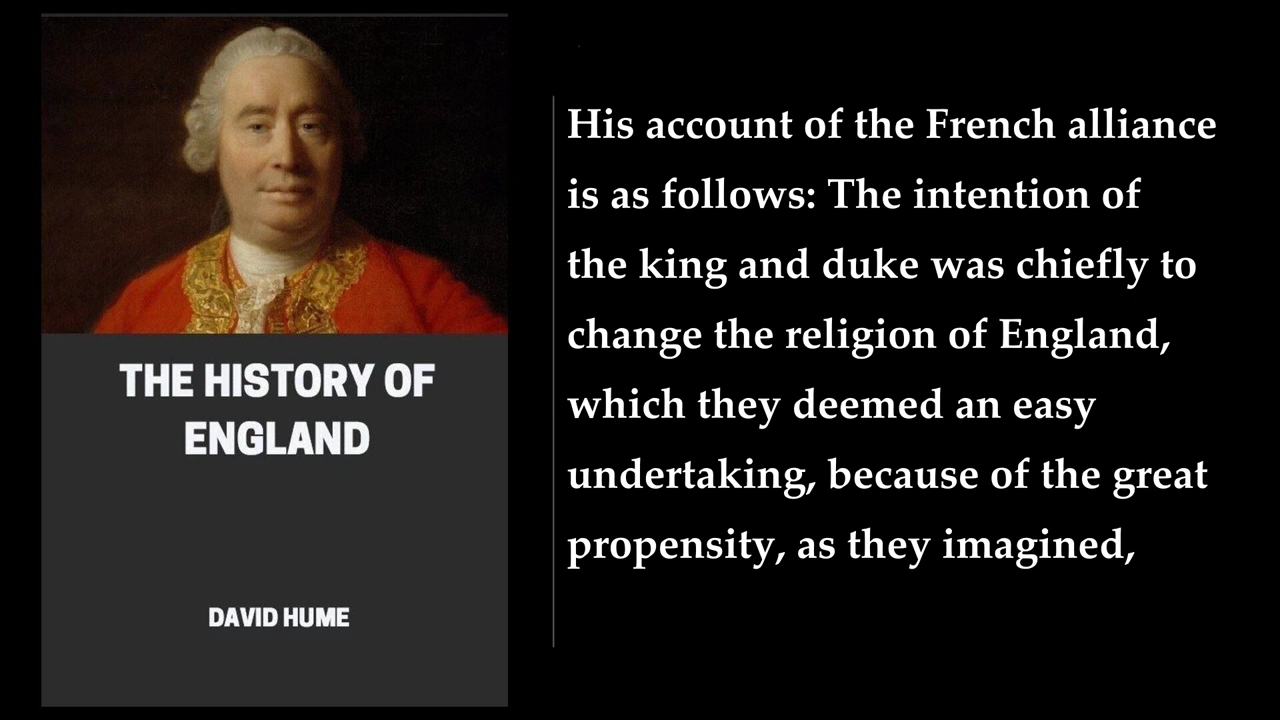 THE HISTORY OF
ENGLAND
DAVID HUME
His account of the French alliance
is as follows: The intention of
the king and duke was chiefly to
change the religion of England,
which they deemed an easy
undertaking, because of the great
propensity, as they imagined,